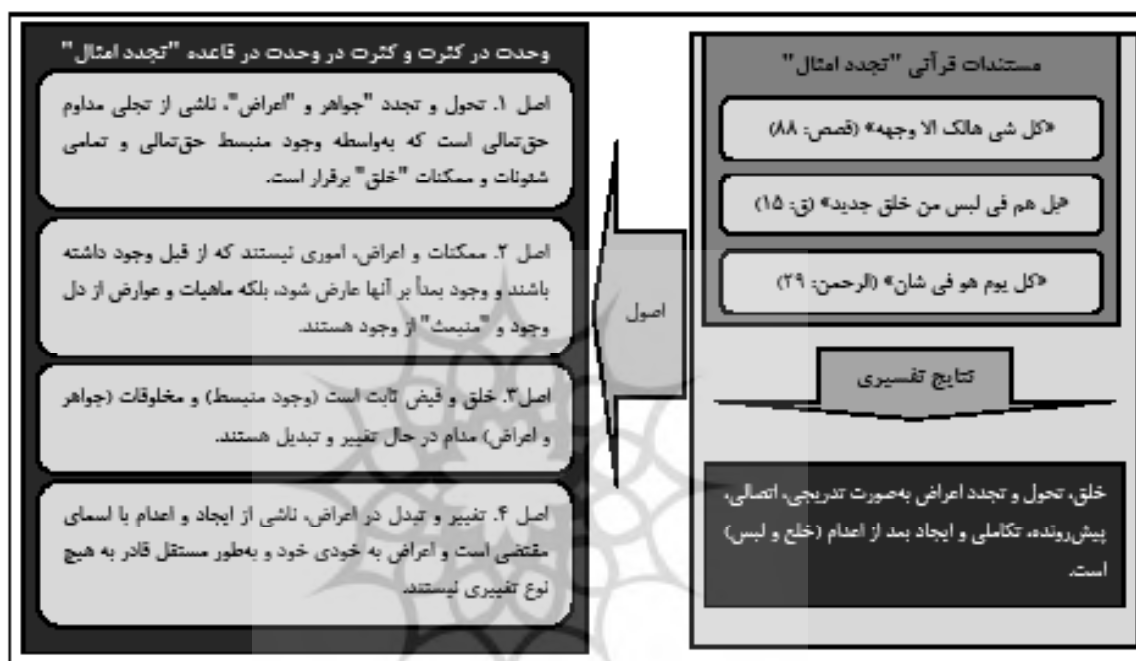 مستندات قرآنی "تجدد امثال"
«کل شی هالک الا وجهه» (قصص: ۸۸)
«بل هم فی لبس من خلق جدید» (ق: ۱۵)
«کل یوم هو فی شان» (الرحمن: ۲۹)
نتایج تفسیری
خلق، تحول و تجدد اعراض به‌صورت تدریجی، اتصالی،
پیش‌رونده، تکاملی و ایجاد بعد از اعدام (خلع و لبس)
است.
اصول
وحدت در کثرت و کثرت در وحدت در قاعده "تجدد امثال"
اصل ۱. تحول و تجدد "جواهر و "اعراض"، ناشی از تجلی مداوم
حق‌تعالی است که به‌واسطه وجود منبسط حق‌تعالی و تمامی
شئونات و ممکنات "خلق" برقرار است.
اصل ۲. ممکنات و اعراض، اموری نیستند که از قبل وجود داشته
باشند و وجود بعداً بر آنها عارض شود، بلکه ماهیات و عوارض از دل
وجود و "منبعث" از وجود هستند.
اصل۳. خلق و فیض ثابت است (وجود منبسط) و مخلوقات (جواهر
و اعراض) مدام در حال تغییر و تبدیل هستند.
اصل ۴. تغییر و تبدل در اعراض، ناشی از ایجاد و اعدام با اسمای
مقتضی است و اعراض به خودی خود و به‌طور مستقل قادر به هیچ
نوع تغییری نیستند.